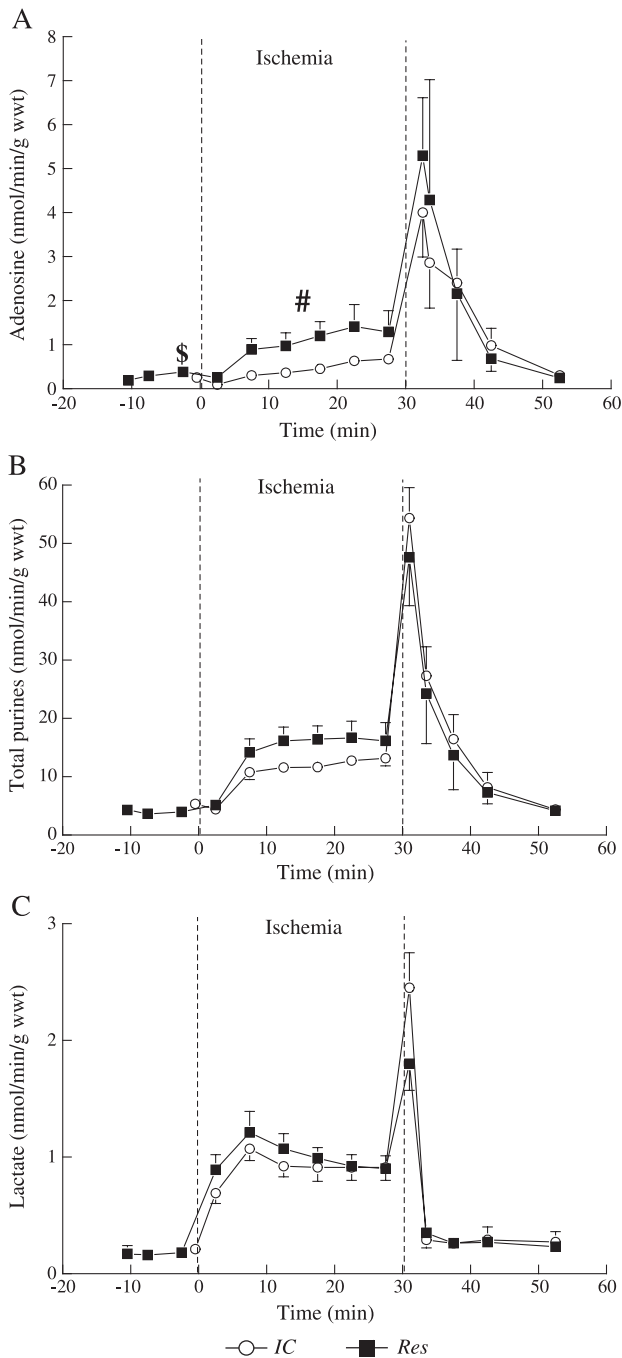 A
Adenosine (nmol/min/g wwt)
8
7
6
5
4
3
2
1
0
Ischemia
$
#
-20 -10 0 10 20 30 40 50 60
Time (min)
B
Total purines (nmol/min/g wwt)
60
50
40
30
20
10
0
Ischemia
-20 -10 0 10 20 30 40 50 60
Time (min)
C
Lactate (nmol/min/g wwt)
3
2
1
0
Ischemia
-20 -10 0 10 20 30 40 50 60
Time (min)
IC Res